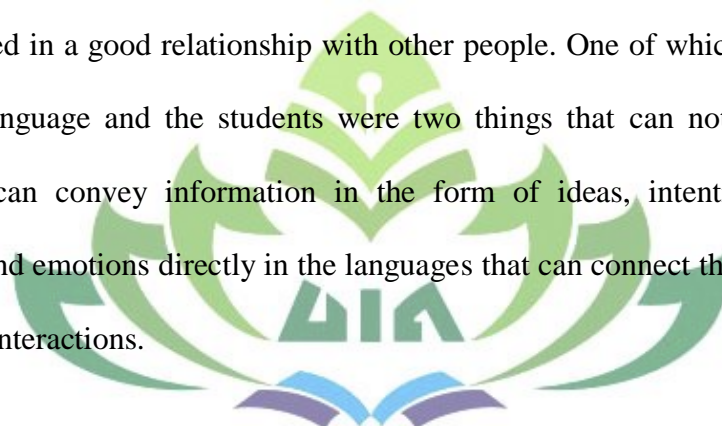 ed in a good relationship with other people. One of whic
nguage and the students were two things that can not
can convey information in the form of ideas, intent
nd emotions directly in the languages that can connect th
nteractions.
UIN